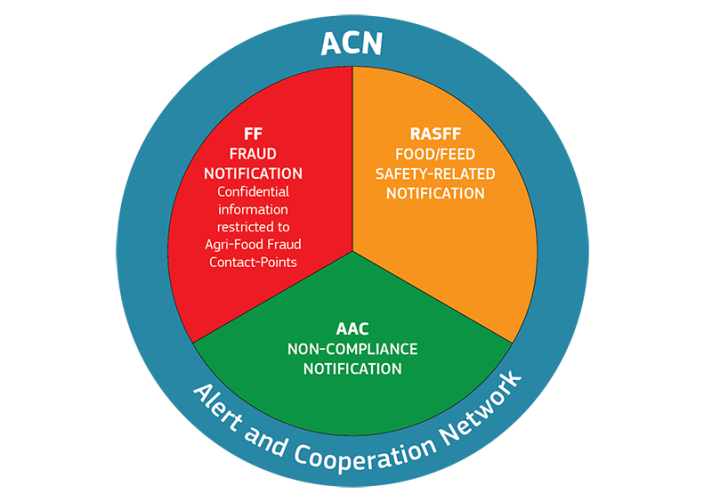 ACN
FF
FRAUD
NOTIFICATION
Confidential
information
restricted to
Agri-Food Fraud
Contact-Points
RASFF
FOOD/FEED
SAFETY-RELATED
NOTIFICATION
AAC
NON-COMPLIANCE
NOTIFICATION
Alert and Cooperation Network